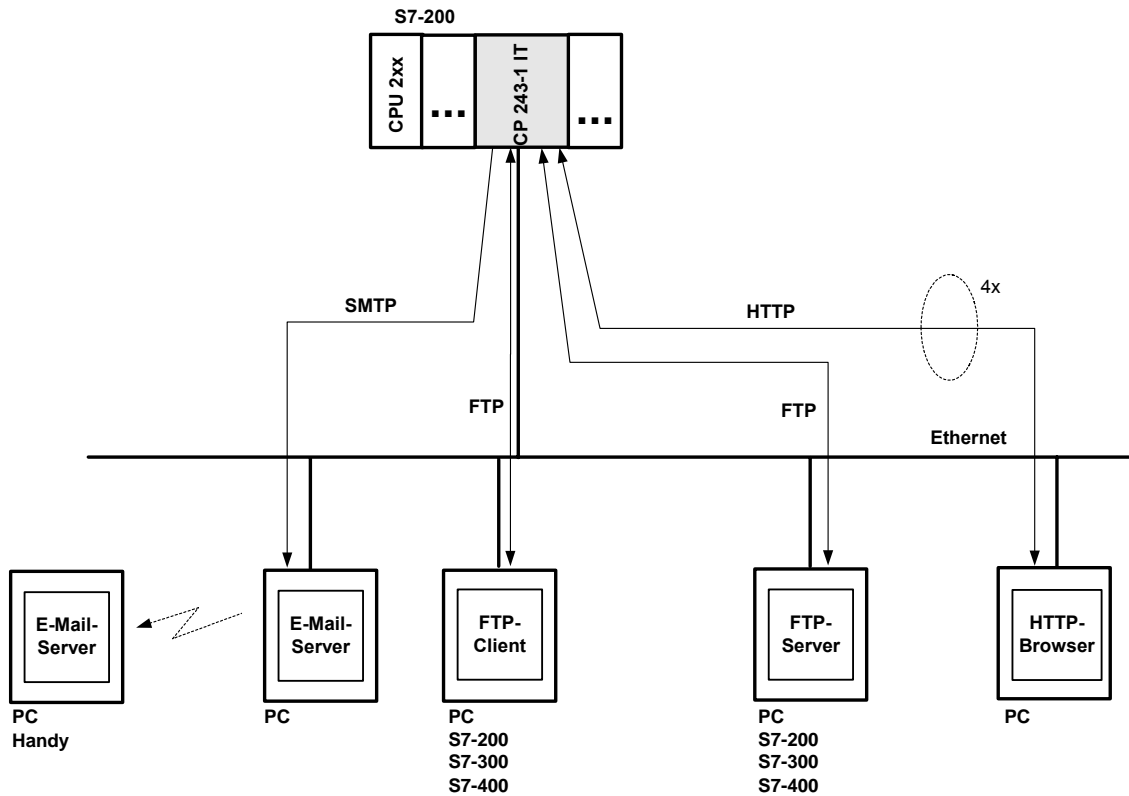 S7-200
CPU 2xx
...
CP 243-1 IT
...
4x
SMTP
HTTP
FTP
FTP
Ethernet
E-Mail-
Server
E-Mail-
Server
FTP-
Client
FTP-
Server
HTTP-
Browser
PC
Handy
PC
PC
S7-200
S7-300
S7-400
PC
S7-200
S7-300
S7-400
PC